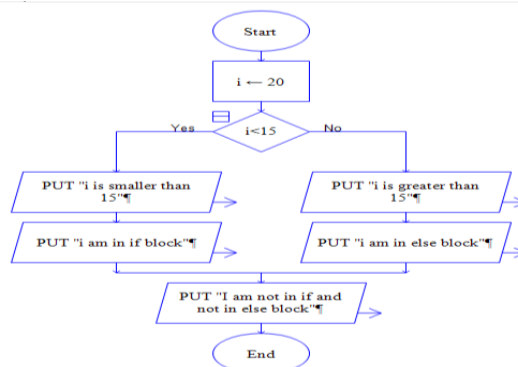 Start
i ← 20
i<15
Yes
No
PUT "i is smaller than
15"¶
PUT "i is greater than
15"¶
PUT "i am in if block"¶
PUT "i am in else block"¶
PUT "I am not in if and
not in else block"¶
End